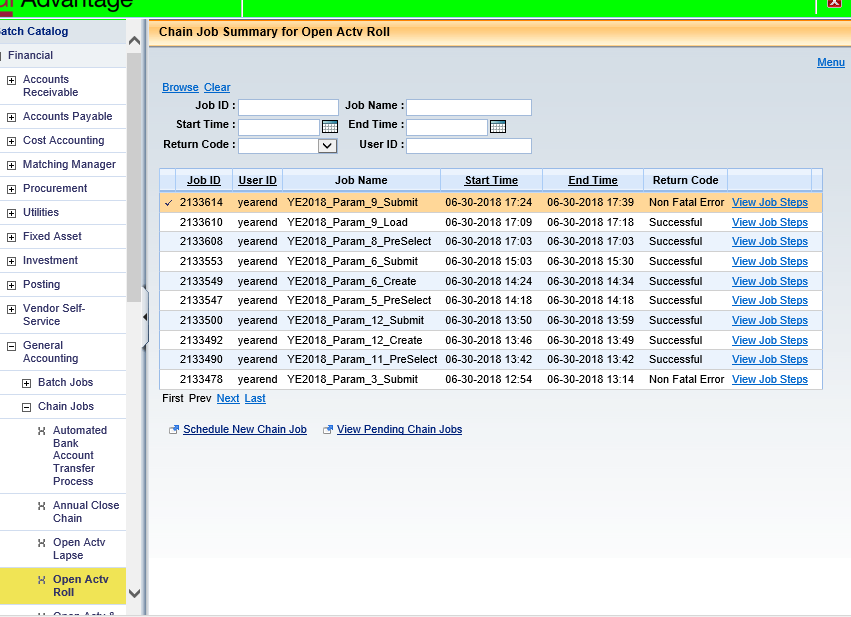 Advantage
Batch Catalog
Financial
Accounts
Receivable
Accounts Payable
Cost Accounting
Matching Manager
Procurement
Utilities
Fixed Asset
Investment
Posting
Vendor Self-
Service
General
Accounting
Batch Jobs
Chain Jobs
Automated
Bank
Account
Transfer
Process
Annual Close
Chain
Open Actv
Lapse
Open Actv
Roll
Open Actv &
Chain Job Summary for Open Actv Roll
Menu
Browse Clear
Job ID : Job Name :
Start Time : End Time :
Return Code : User ID :
Job ID User ID Job Name Start Time End Time Return Code
2133614 yearend YE2018_Param_9_Submit 06-30-2018 17:24 06-30-2018 17:39 Non Fatal Error View Job Steps
2133610 yearend YE2018_Param_9_Load 06-30-2018 17:09 06-30-2018 17:18 Successful View Job Steps
2133608 yearend YE2018_Param_8_PreSelect 06-30-2018 17:03 06-30-2018 17:03 Successful View Job Steps
2133553 yearend YE2018_Param_6_Submit 06-30-2018 15:03 06-30-2018 15:30 Successful View Job Steps
2133549 yearend YE2018_Param_6_Create 06-30-2018 14:24 06-30-2018 14:34 Successful View Job Steps
2133547 yearend YE2018_Param_5_PreSelect 06-30-2018 14:18 06-30-2018 14:18 Successful View Job Steps
2133500 yearend YE2018_Param_12_Submit 06-30-2018 13:50 06-30-2018 13:59 Successful View Job Steps
2133492 yearend YE2018_Param_12_Create 06-30-2018 13:46 06-30-2018 13:49 Successful View Job Steps
2133490 yearend YE2018_Param_11_PreSelect 06-30-2018 13:42 06-30-2018 13:42 Successful View Job Steps
2133478 yearend YE2018_Param_3_Submit 06-30-2018 12:54 06-30-2018 13:14 Non Fatal Error View Job Steps
First Prev Next Last
Schedule New Chain Job View Pending Chain Jobs